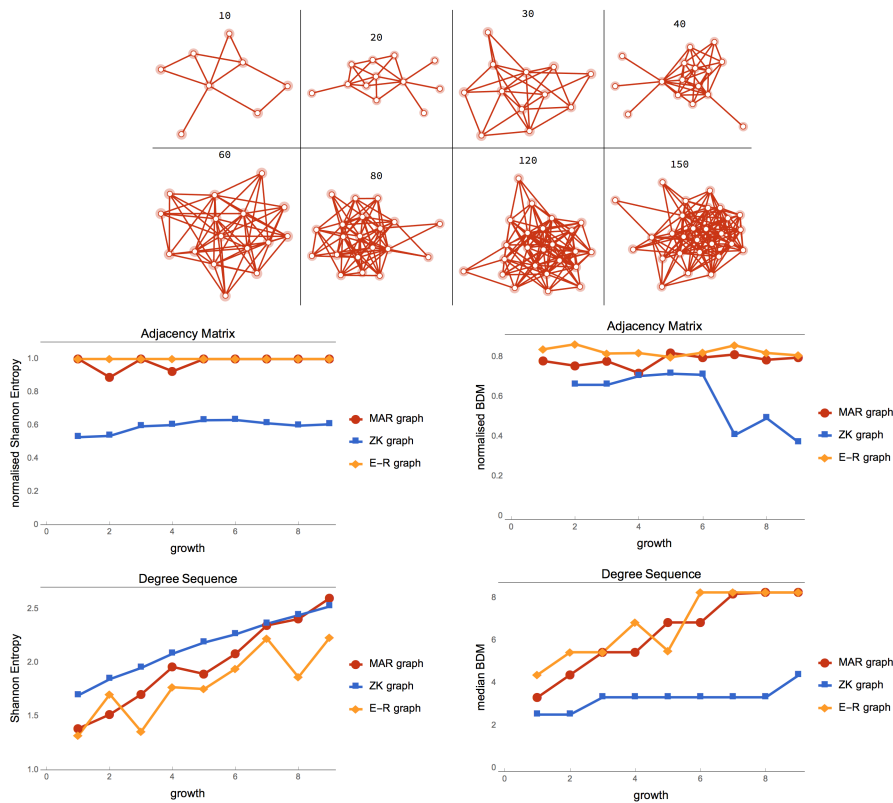 10
20
30
40
60
80
120
150
Adjacency Matrix
normalised Shannon Entropy
1.0
0.8
0.6
0.4
0.2
0
0 2 4 6 8
growth
MAR graph
ZK graph
E-R graph
Adjacency Matrix
normalised BDM
0.8
0.6
0.4
0.2
0
0 2 4 6 8
growth
MAR graph
ZK graph
E-R graph
Degree Sequence
Shannon Entropy
2.5
2.0
1.5
1.0
0 2 4 6 8
growth
MAR graph
ZK graph
E-R graph
Degree Sequence
median BDM
8
6
4
2
0
0 2 4 6 8
growth
MAR graph
ZK graph
E-R graph